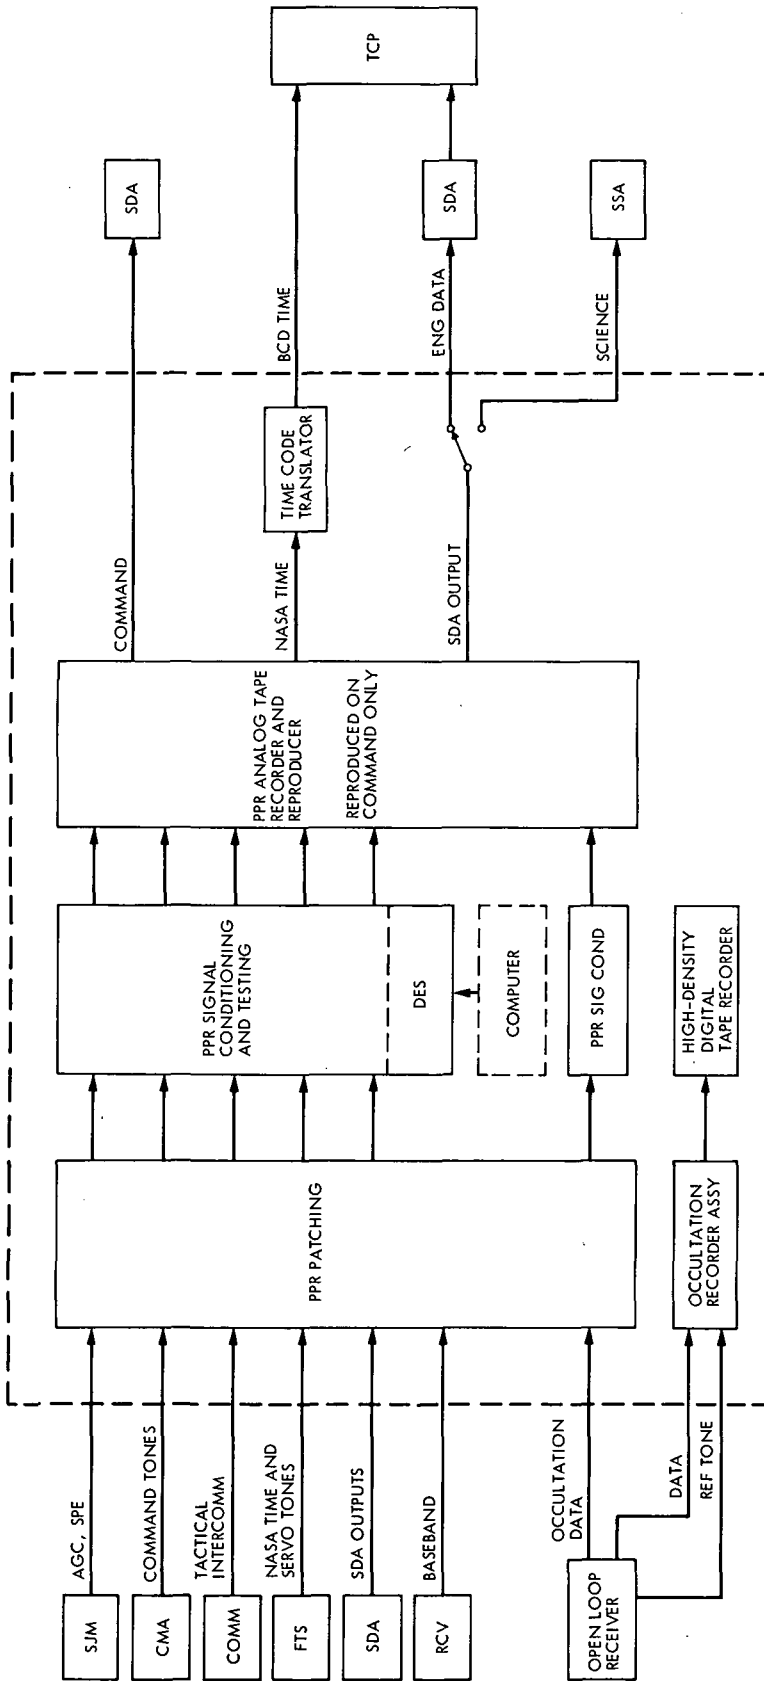 SJM
AGC, SPE
CMA
COMMAND TONES
COMM
TACTICAL
INTERCOMM
FTS
NASA TIME AND
SERVO TONES
SDA
SDA OUTPUTS
RCV
BASEBAND
OPEN LOOP
RECEIVER
OCCULTATION
DATA
DATA
REF TONE
PPR PATCHING
OCCULTATION
RECORDER ASSY
PPR SIGNAL
CONDITIONING
AND TESTING
DES
COMPUTER
PPR SIG COND
HIGH-DENSITY
DIGITAL
TAPE RECORDER
PPR ANALOG TAPE
RECORDER AND
REPRODUCER
REPRODUCED ON
COMMAND ONLY
COMMAND
NASA TIME
SDA OUTPUT
TIME CODE
TRANSLATOR
BCD TIME
ENG DATA
SCIENCE
SDA
SDA
SSA
TCP